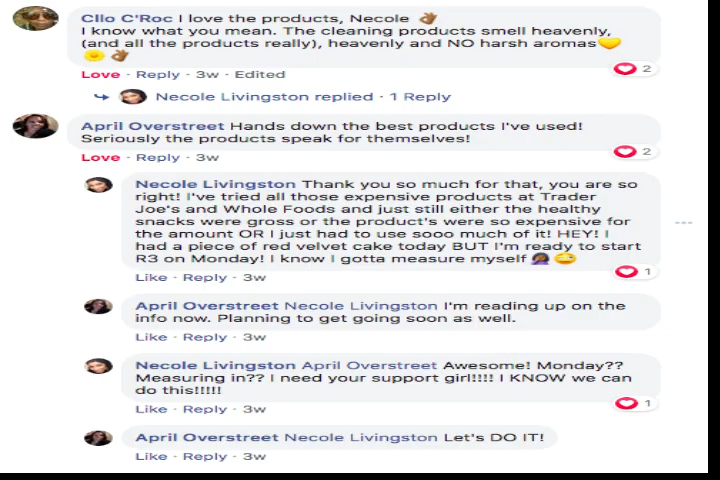 Cllo C'Roc I love the products, Necole 👌🏾
I know what you mean. The cleaning products smell heavenly,
(and all the products really), heavenly and NO harsh aromas💛
🌼 👌🏾
Love · Reply · 3w · Edited
2
Necole Livingston replied · 1 Reply
April Overstreet Hands down the best products I've used!
Seriously the products speak for themselves!
Love · Reply · 3w
2
Necole Livingston Thank you so much for that, you are so
right! I've tried all those expensive products at Trader
Joe's and Whole Foods and just still either the healthy
snacks were gross or the product's were so expensive for
the amount OR I just had to use sooo much of it! HEY! I
had a piece of red velvet cake today BUT I'm ready to start
R3 on Monday! I know I gotta measure myself 🤦🏾‍♀️ 😅
Like · Reply · 3w
1
April Overstreet Necole Livingston I'm reading up on the
info now. Planning to get going soon as well.
Like · Reply · 3w
Necole Livingston April Overstreet Awesome! Monday??
Measuring in?? I need your support girl!!!! I KNOW we can
do this!!!!!
Like · Reply · 3w
1
April Overstreet Necole Livingston Let's DO IT!
Like · Reply · 3w